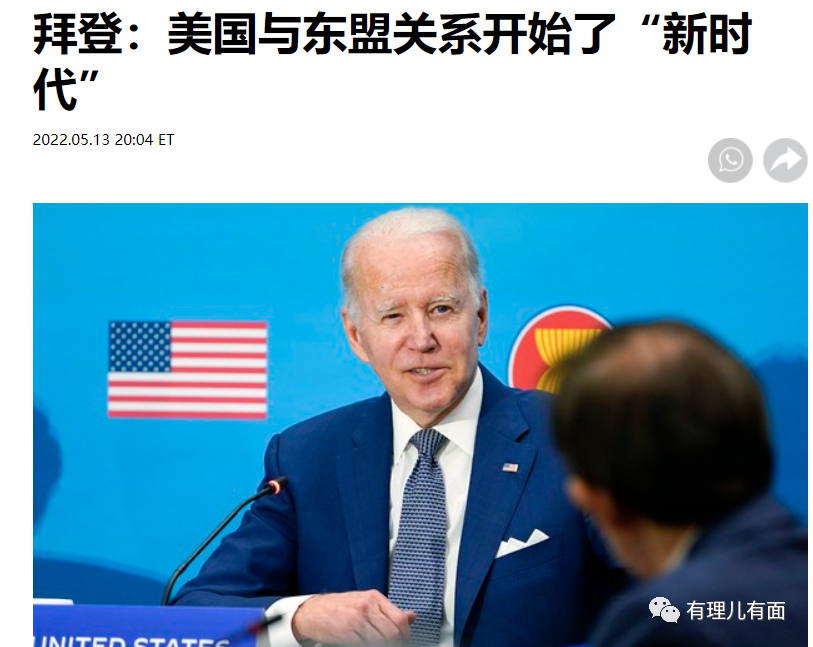 拜登：美国与东盟关系开始了“新时
代”
2022.05.13 20:04 ET
UNITED STATES
有理儿有面